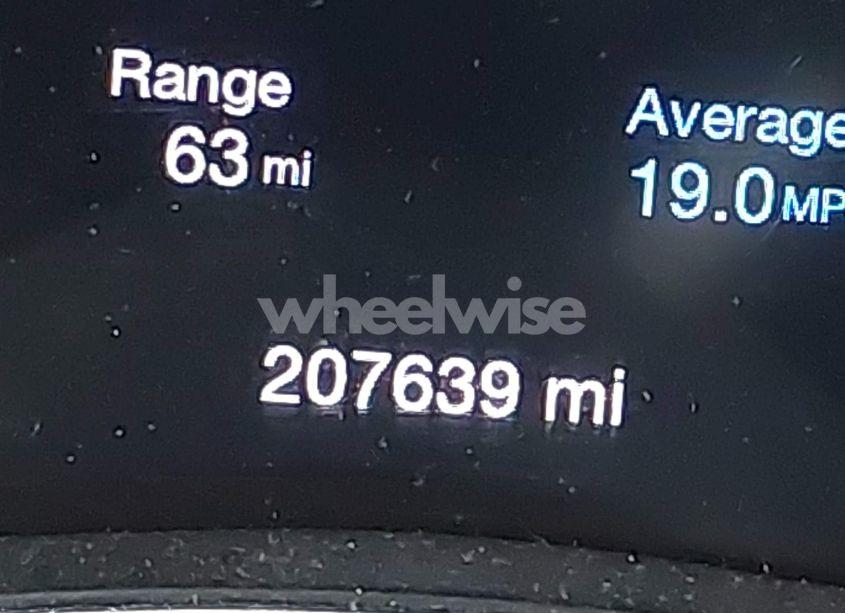 Range
63 mi
Average
19.0 MP
wheelwise
207639 mi